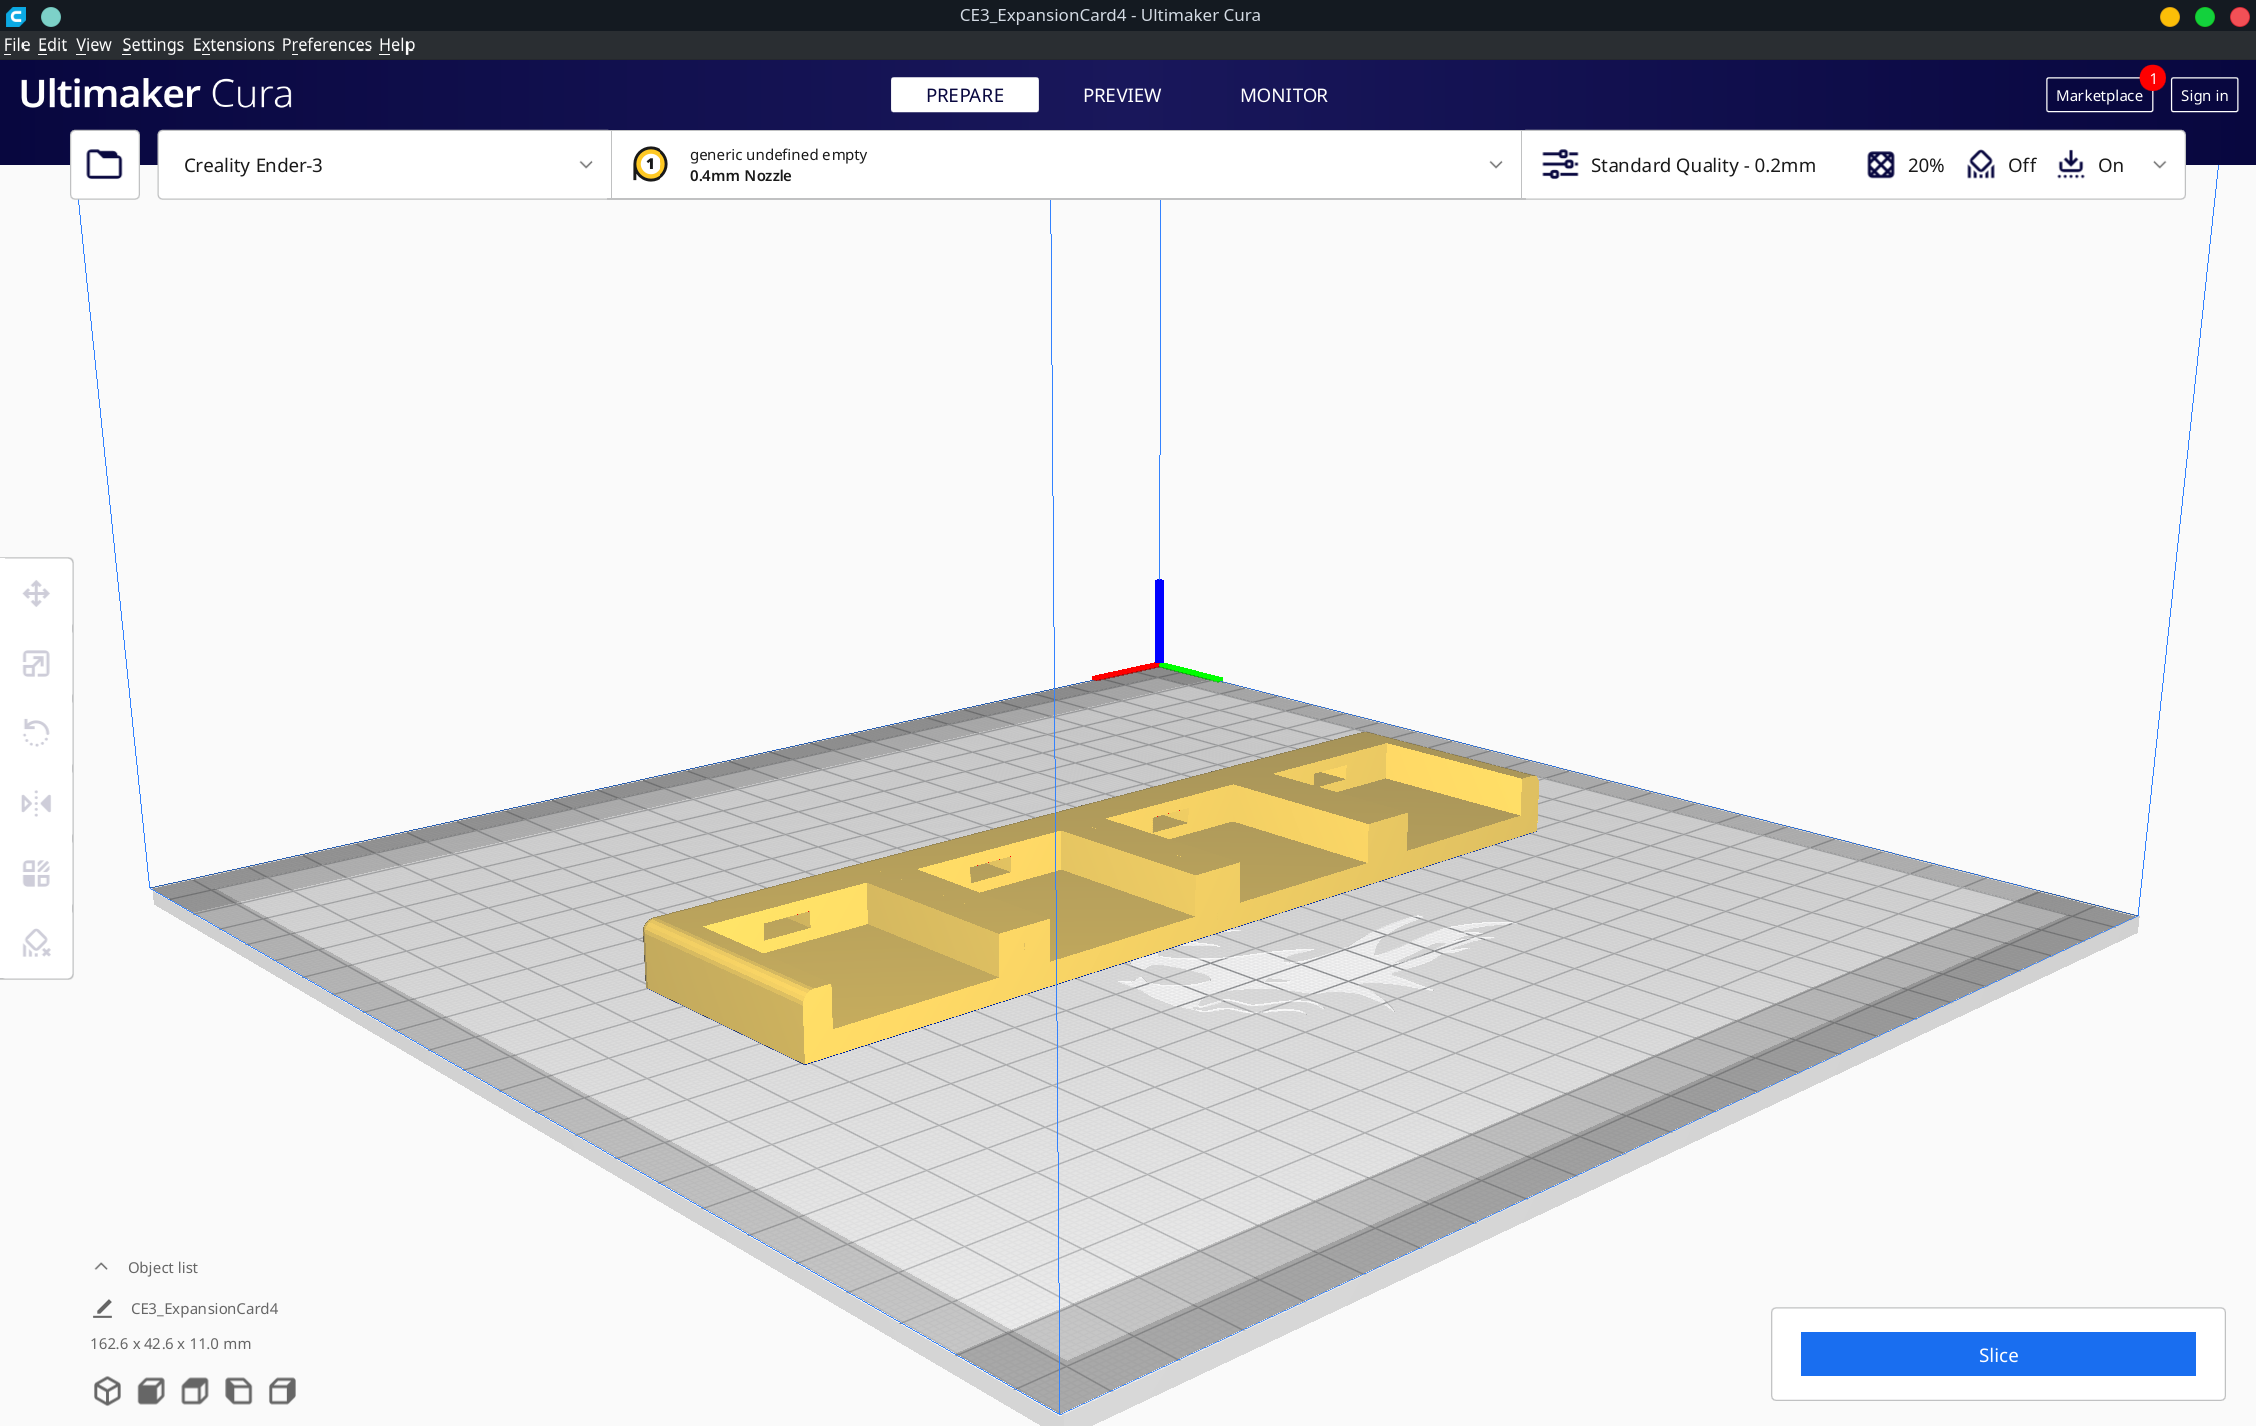 CE3_ExpansionCard4 - Ultimaker Cura
File Edit View Settings Extensions Preferences Help
Ultimaker Cura
PREPARE PREVIEW MONITOR
Marketplace 1 Sign in
Creality Ender-3
1 generic undefined empty
0.4mm Nozzle
Standard Quality - 0.2mm 20% Off On
Object list
CE3_ExpansionCard4
162.6 x 42.6 x 11.0 mm
Slice